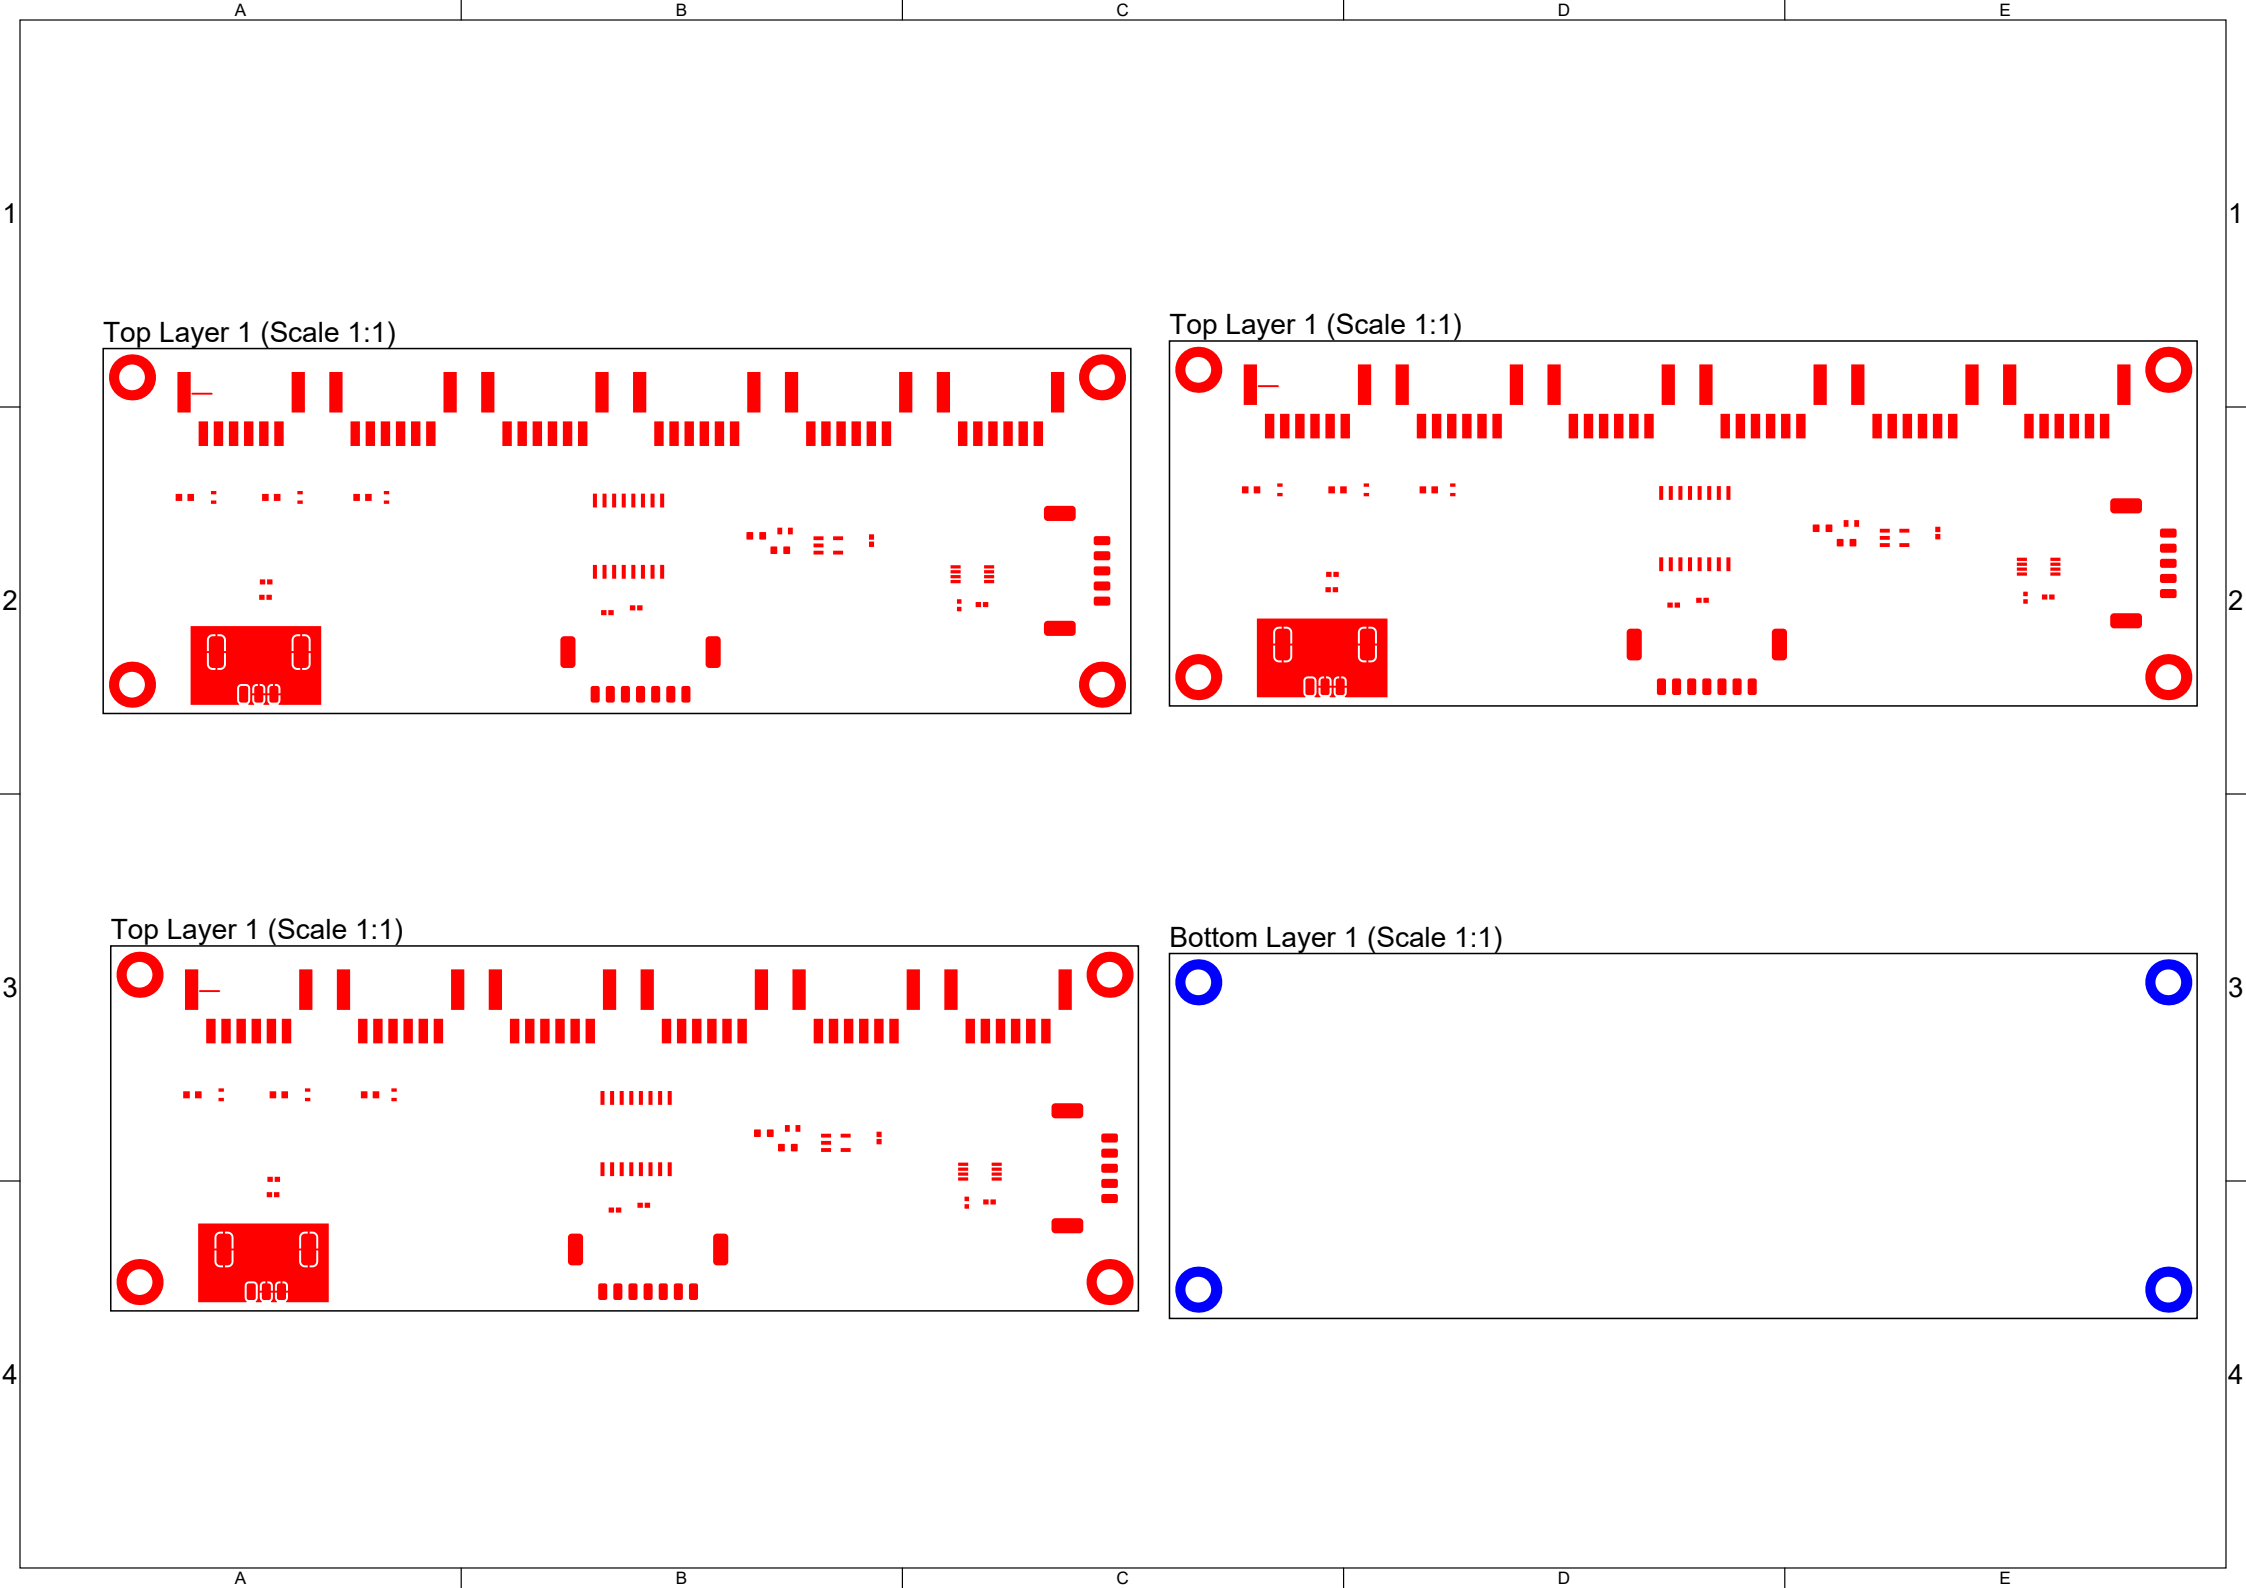 A B C D E
1 1
Top Layer 1 (Scale 1:1) Top Layer 1 (Scale 1:1)
2 2
Top Layer 1 (Scale 1:1) Bottom Layer 1 (Scale 1:1)
3 3
4 4
A B C D E